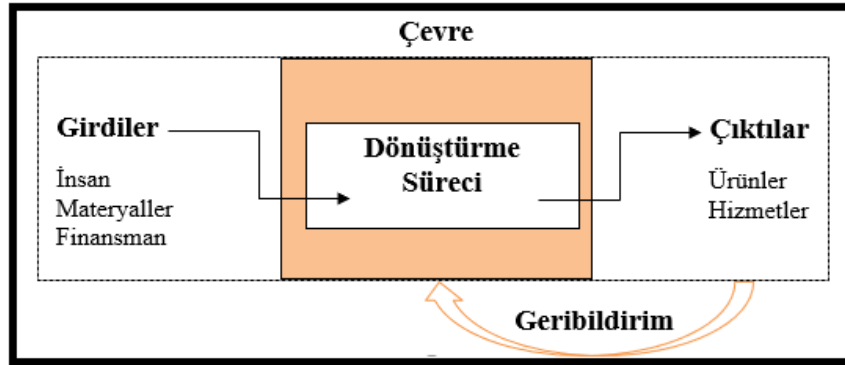 Çevre
Girdiler
İnsan
Materyaller
Finansman
Dönüştürme
Süreci
Çıktılar
Ürünler
Hizmetler
Geribildirim